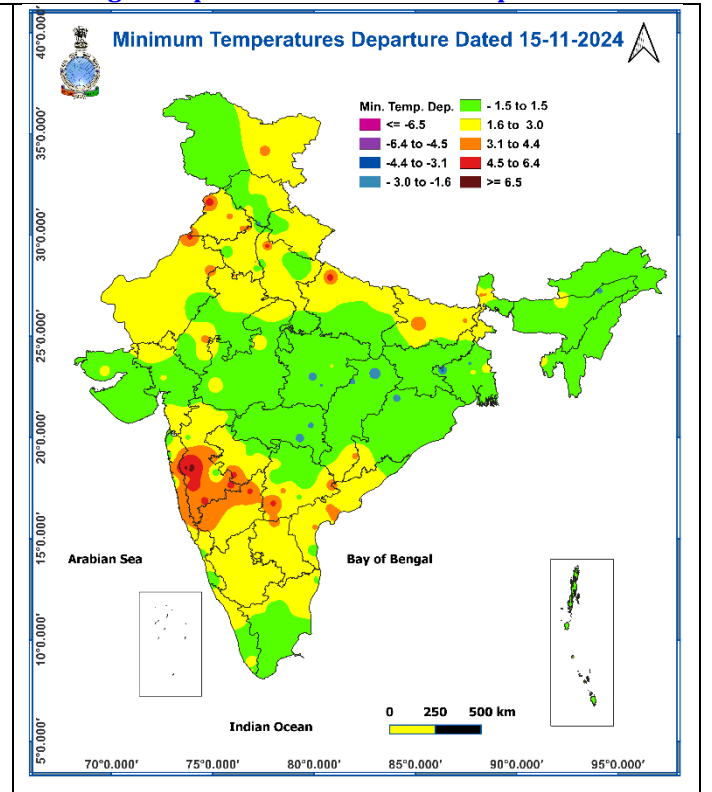 Minimum Temperatures Departure Dated 15-11-2024
Min. Temp. Dep.
<= -6.5
-6.4 to -4.5
-4.4 to -3.1
- 3.0 to -1.6
- 1.5 to 1.5
1.6 to 3.0
3.1 to 4.4
4.5 to 6.4
>= 6.5
40°0.000'
35°0.000'
30°0.000'
25°0.000'
20°0.000'
15°0.000'
10°0.000'
5°0.000'
Arabian Sea
Bay of Bengal
Indian Ocean
0 250 500 km
70°0.000' 75°0.000' 80°0.000' 85°0.000' 90°0.000' 95°0.000'